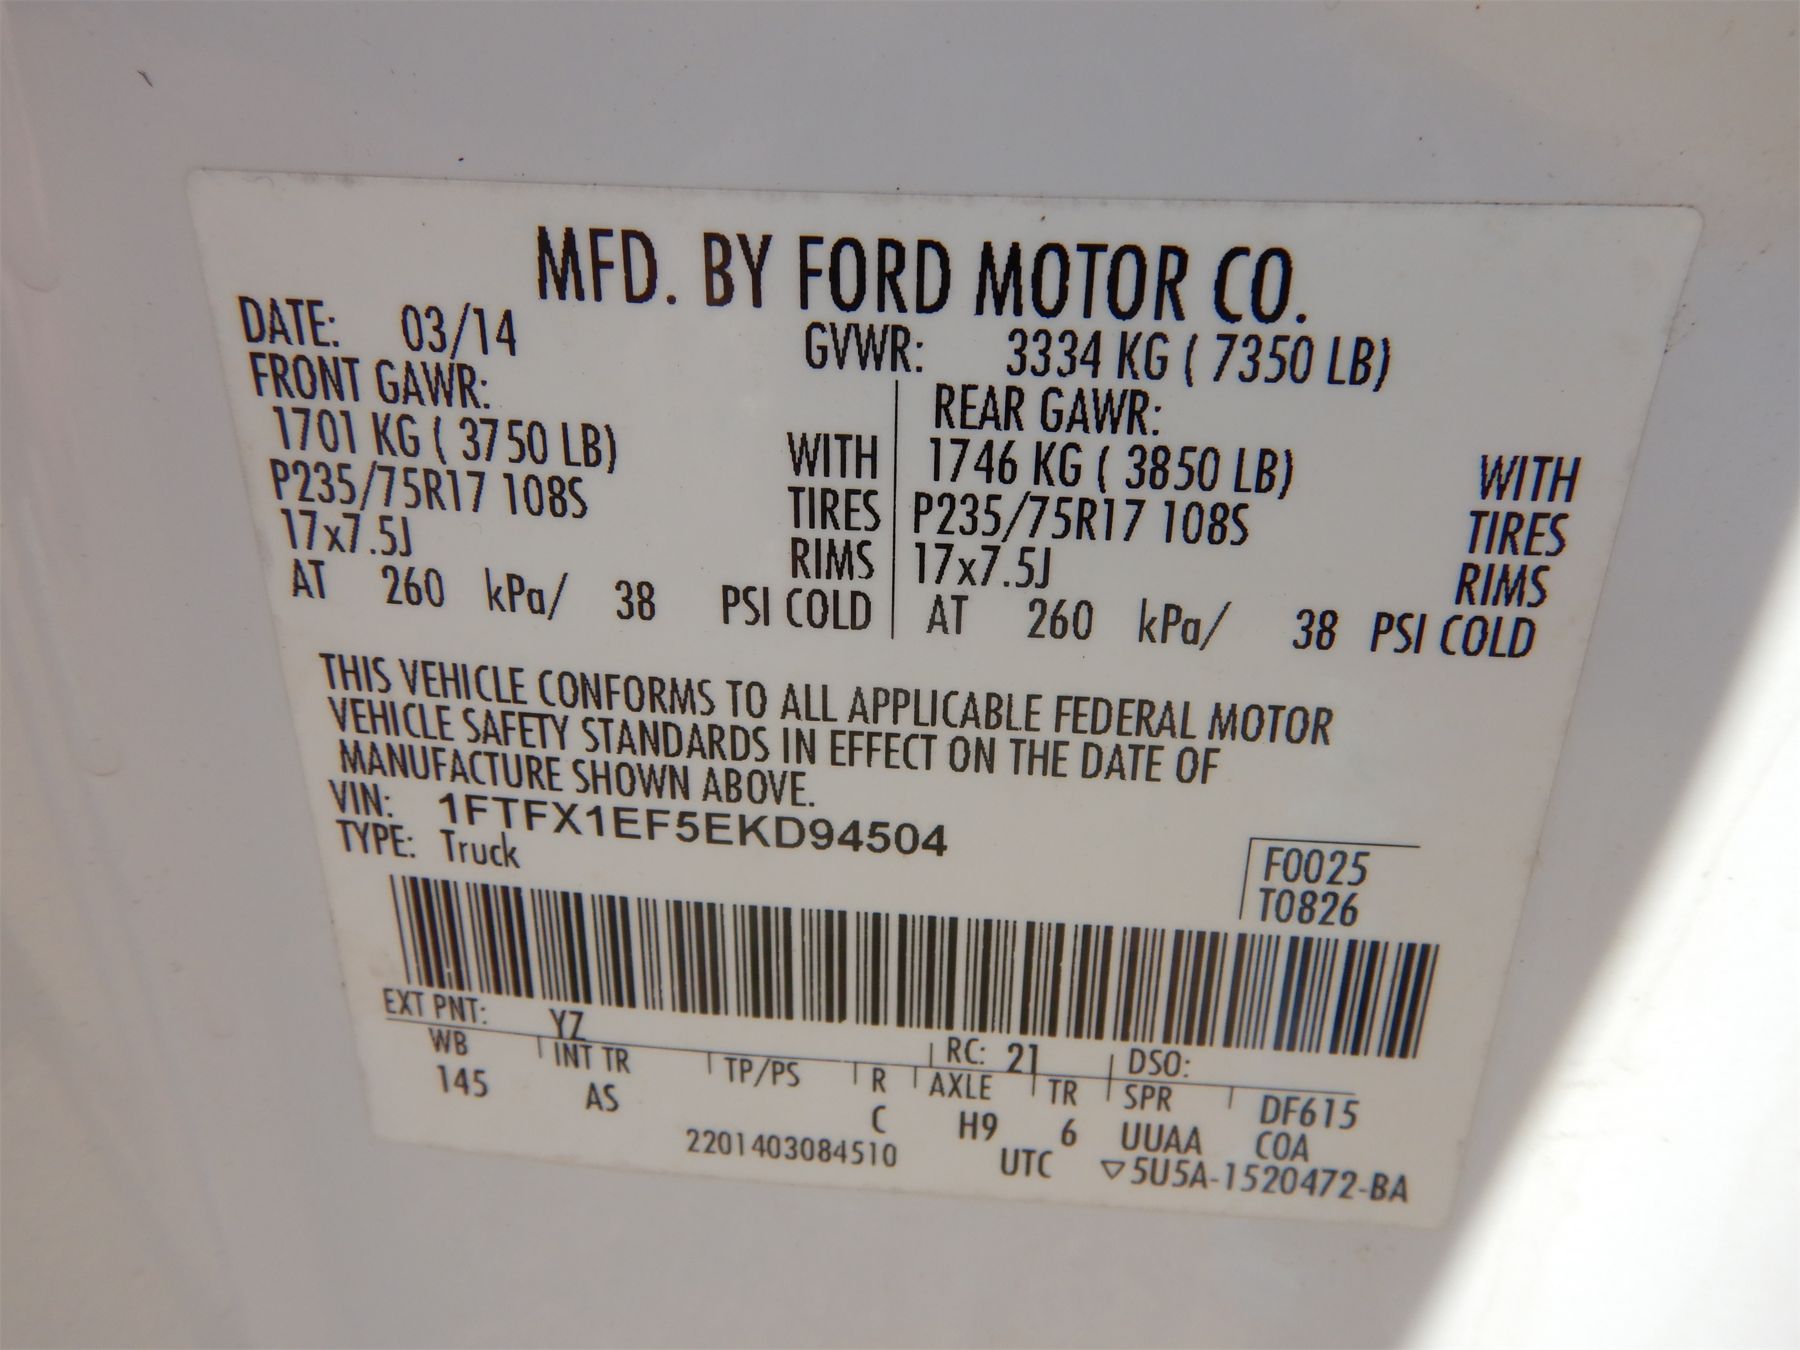 MFD. BY FORD MOTOR CO.
DATE: 03/14 GVWR: 3334 KG ( 7350 LB)
FRONT GAWR: REAR GAWR:
1701 KG ( 3750 LB) WITH 1746 KG ( 3850 LB) WITH
P235/75R17 108S TIRES P235/75R17 108S TIRES
17x7.5J RIMS 17x7.5J RIMS
AT 260 kPa/ 38 PSI COLD AT 260 kPa/ 38 PSI COLD
THIS VEHICLE CONFORMS TO ALL APPLICABLE FEDERAL MOTOR
VEHICLE SAFETY STANDARDS IN EFFECT ON THE DATE OF
MANUFACTURE SHOWN ABOVE.
VIN: 1FTFX1EF5EKD94504
TYPE: Truck
F0025
T0826
EXT PNT: YZ RC: 21 DSO:
WB INT TR TP/PS R AXLE TR SPR DF615
145 AS C H9 6 UUAA COA
2201403084510 UTC ▽5U5A-1520472-BA